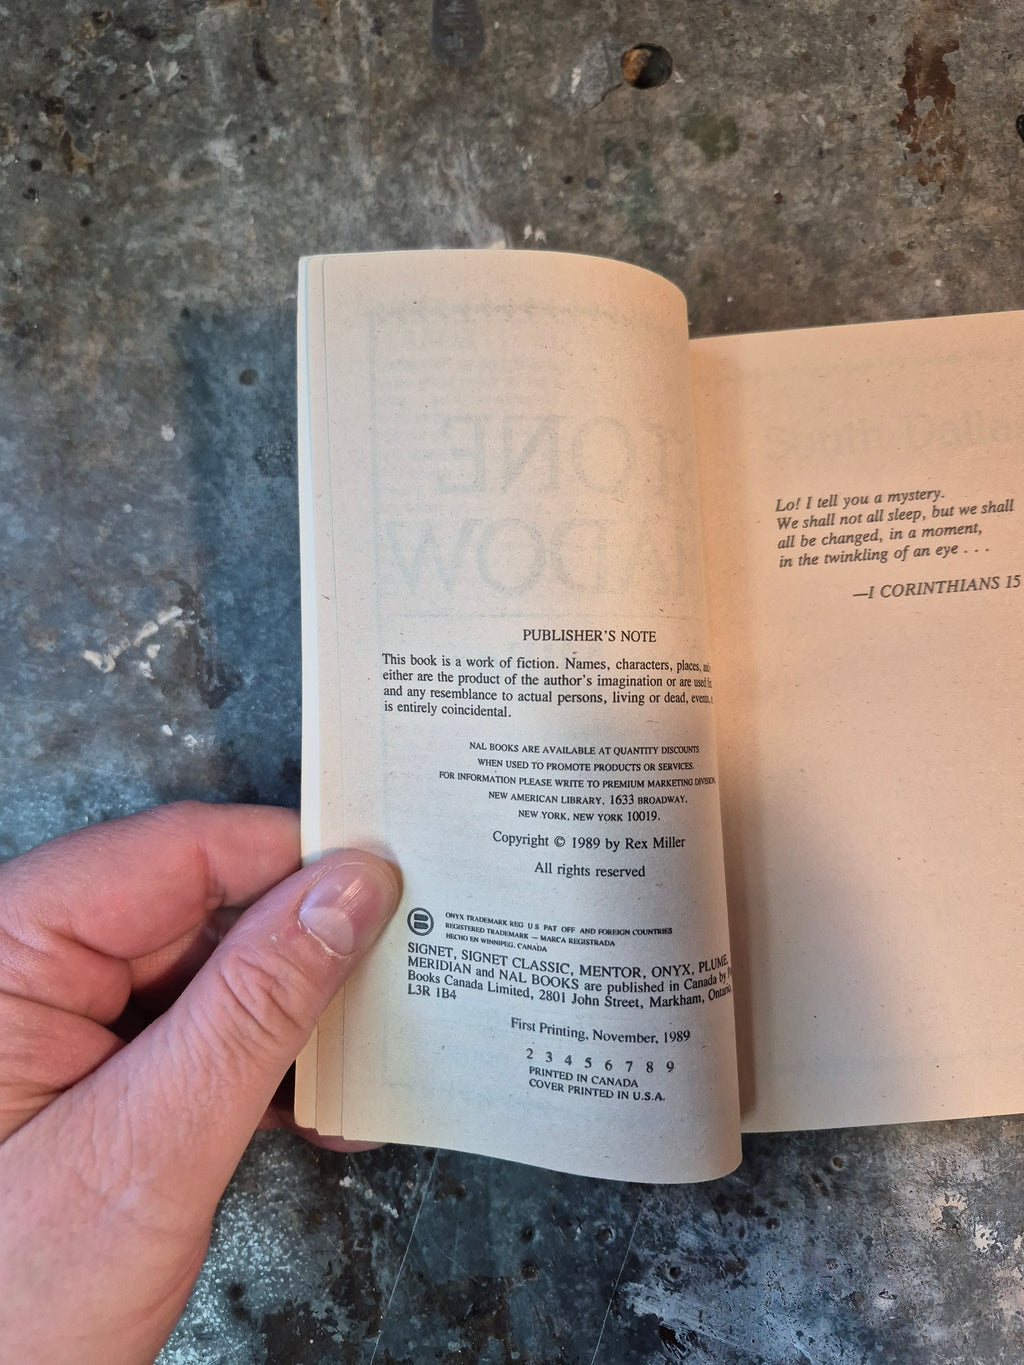 PUBLISHER'S NOTE
This book is a work of fiction. Names, characters, places,
either are the product of the author's imagination or are used
and any resemblance to actual persons, living or dead, events,
is entirely coincidental.
NAL BOOKS ARE AVAILABLE AT QUANTITY DISCOUNTS
WHEN USED TO PROMOTE PRODUCTS OR SERVICES.
FOR INFORMATION PLEASE WRITE TO PREMIUM MARKETING DIVISION.
NEW AMERICAN LIBRARY, 1633 BROADWAY,
NEW YORK, NEW YORK 10019.
Copyright © 1989 by Rex Miller
All rights reserved
ONYX TRADEMARK REG U S PAT OFF AND FOREIGN COUNTRIES
REGISTERED TRADEMARK — MARCA REGISTRADA
HECHO EN WINNIPEG, CANADA
SIGNET, SIGNET CLASSIC, MENTOR, ONYX, PLUME,
MERIDIAN and NAL BOOKS are published in Canada by
Books Canada Limited, 2801 John Street, Markham, Ontario,
L3R 1B4
First Printing, November, 1989
2 3 4 5 6 7 8 9
PRINTED IN CANADA
COVER PRINTED IN U.S.A.
Lo! I tell you a mystery.
We shall not all sleep, but we shall
all be changed, in a moment,
in the twinkling of an eye . . .
—I CORINTHIANS 15